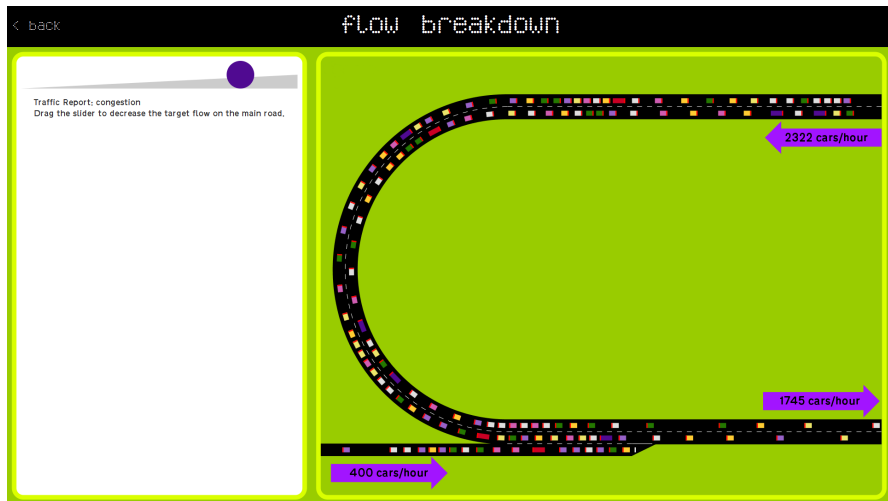 < back
flow breakdown
Traffic Report: congestion
Drag the slider to decrease the target flow on the main road.
2322 cars/hour
1745 cars/hour
400 cars/hour